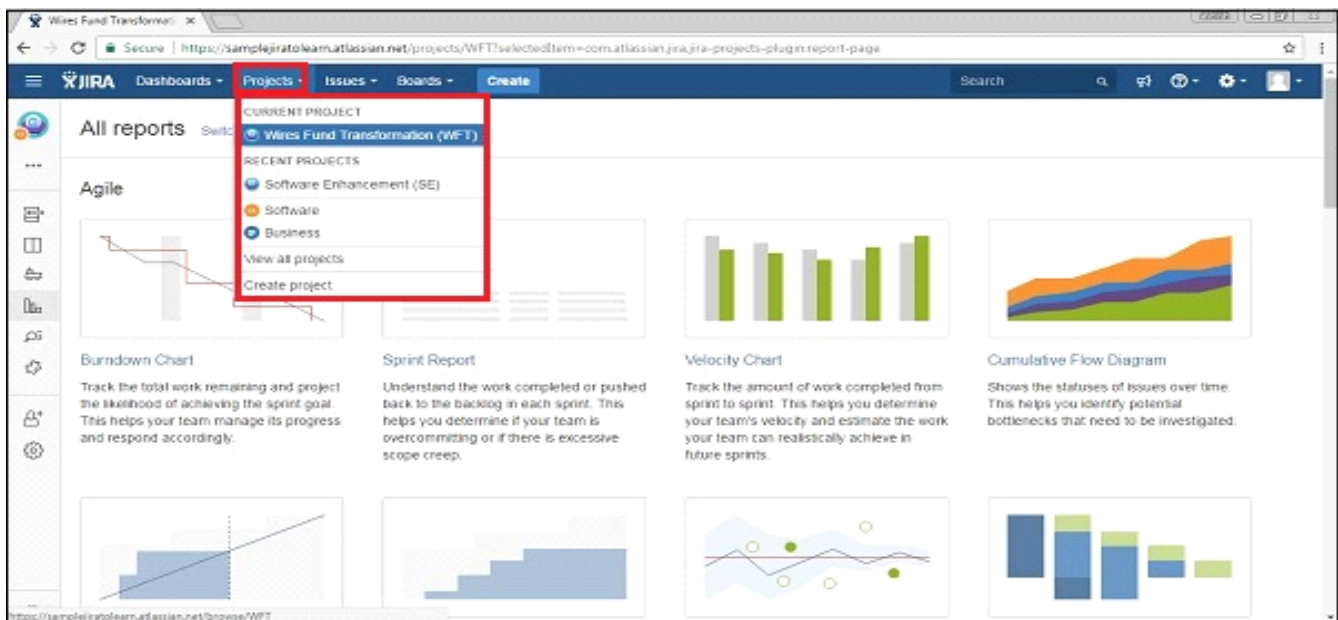 Wires Fund Transformati
Secure | https://samplejiratolearn.atlassian.net/projects/WFT?selectedItem=com.atlassian.jira.jira-projects-plugin:report-page
JIRA Dashboards Projects Issues Boards Create Search
CURRENT PROJECT
All reports Switc
Wires Fund Transformation (WFT)
RECENT PROJECTS
Software Enhancement (SE)
Software
Business
View all projects
Create project
Agile
Burndown Chart
Track the total work remaining and project
the likelihood of achieving the sprint goal.
This helps your team manage its progress
and respond accordingly.
Sprint Report
Understand the work completed or pushed
back to the backlog in each sprint. This
helps you determine if your team is
overcommitting or if there is excessive
scope creep.
Velocity Chart
Track the amount of work completed from
sprint to sprint. This helps you determine
your team's velocity and estimate the work
your team can realistically achieve in
future sprints.
Cumulative Flow Diagram
Shows the statuses of issues over time.
This helps you identify potential
bottlenecks that need to be investigated.
https://samplejiratolearn.atlassian.net/browse/WFT